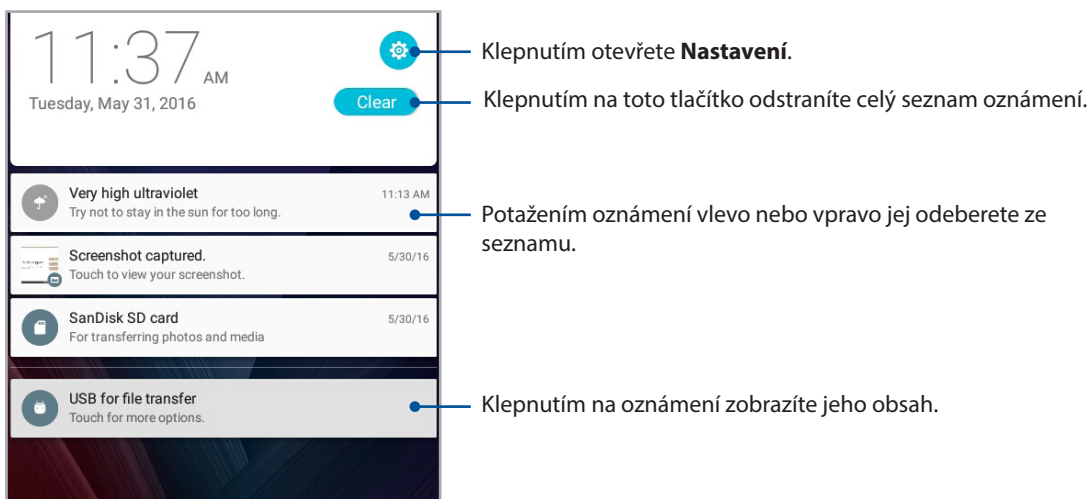 11:37 AM
Tuesday, May 31, 2016
Clear
Klepnutím otevřete Nastavení.
Klepnutím na toto tlačítko odstraníte celý seznam oznámení.
Very high ultraviolet 11:13 AM
Try not to stay in the sun for too long.
Potažením oznámení vlevo nebo vpravo jej odeberete ze
seznamu.
Screenshot captured. 5/30/16
Touch to view your screenshot.
SanDisk SD card 5/30/16
For transferring photos and media
USB for file transfer
Touch for more options.
Klepnutím na oznámení zobrazíte jeho obsah.